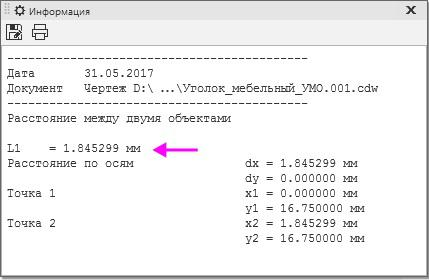 Информация
----------------------------------------
Дата 31.05.2017
Документ Чертеж D:\ ...\Уголок_мебельный_УМО.001.cdw
----------------------------------------
Расстояние между двумя объектами
L1 = 1.845299 мм
Расстояние по осям dx = 1.845299 мм
dy = 0.000000 мм
Точка 1 x1 = 0.000000 мм
y1 = 16.750000 мм
Точка 2 x2 = 1.845299 мм
y2 = 16.750000 мм